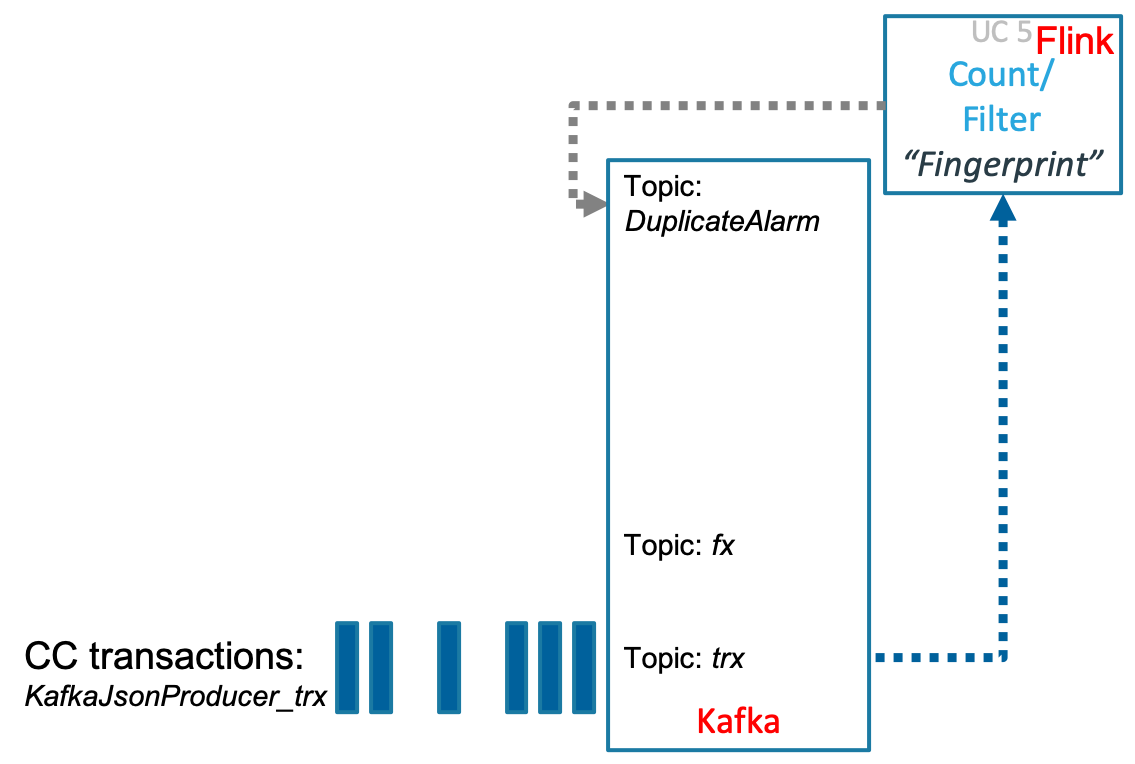 UC 5 Flink
Count/
Filter
“Fingerprint”
Topic:
DuplicateAlarm
Topic: fx
CC transactions:
KafkaJsonProducer_trx
Topic: trx
Kafka